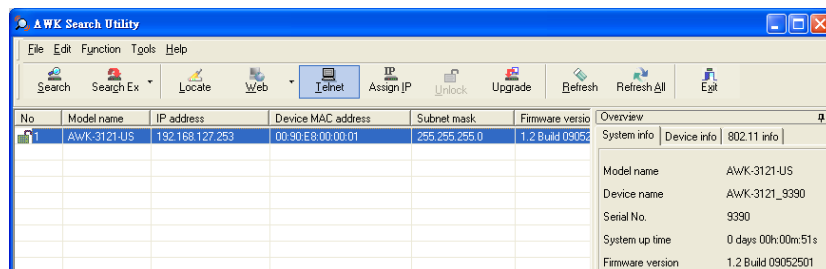 AWK Search Utility
File Edit Function Tools Help
Search Search Ex Locate Web Telnet IP Assign IP Unlock Upgrade Refresh Refresh All Exit
No Model name IP address Device MAC address Subnet mask Firmware versio
1 AWK-3121-US 192.168.127.253 00:90:E8:00:00:01 255.255.255.0 1.2 Build 09052
Overview
System info Device info 802.11 info
Model name AWK-3121-US
Device name AWK-3121_9390
Serial No. 9390
System up time 0 days 00h:00m:51s
Firmware version 1.2 Build 09052501